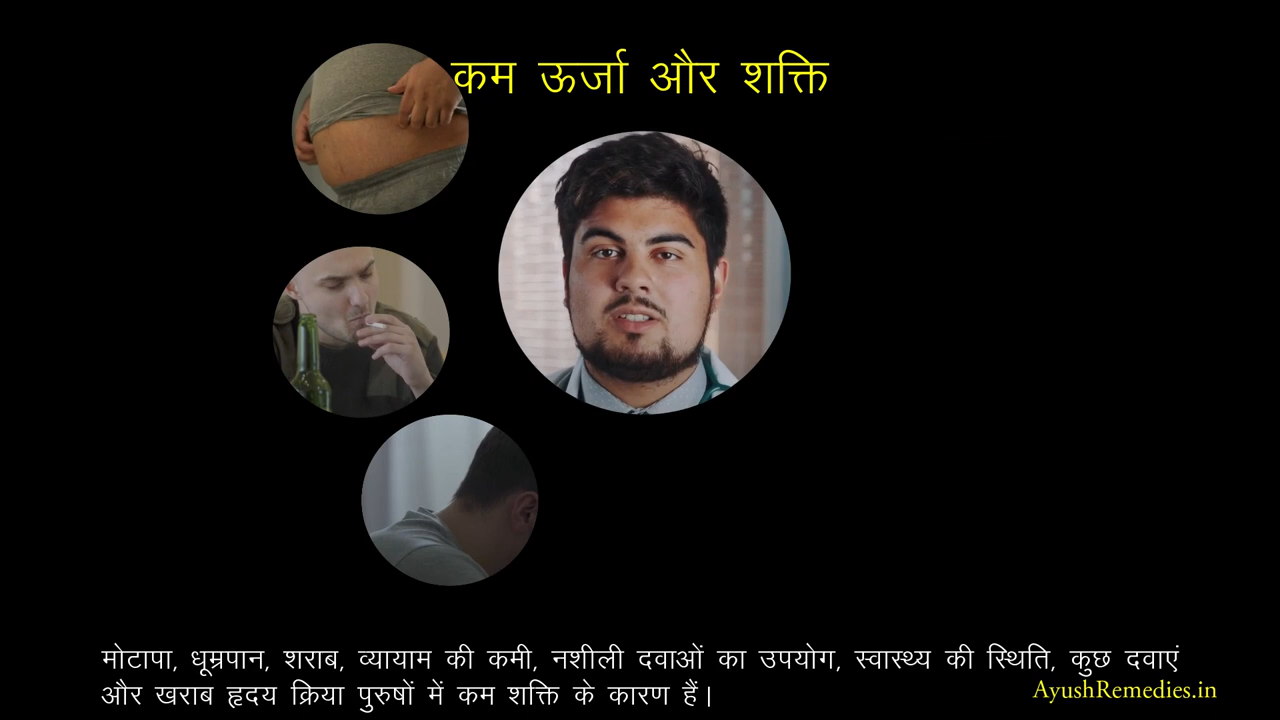 कम ऊर्जा और शक्ति
मोटापा, धूम्रपान, शराब, व्यायाम की कमी, नशीली दवाओं का उपयोग, स्वास्थ्य की स्थिति, कुछ दवाएं
और खराब हृदय क्रिया पुरुषों में कम शक्ति के कारण हैं|
AyushRemedies.in